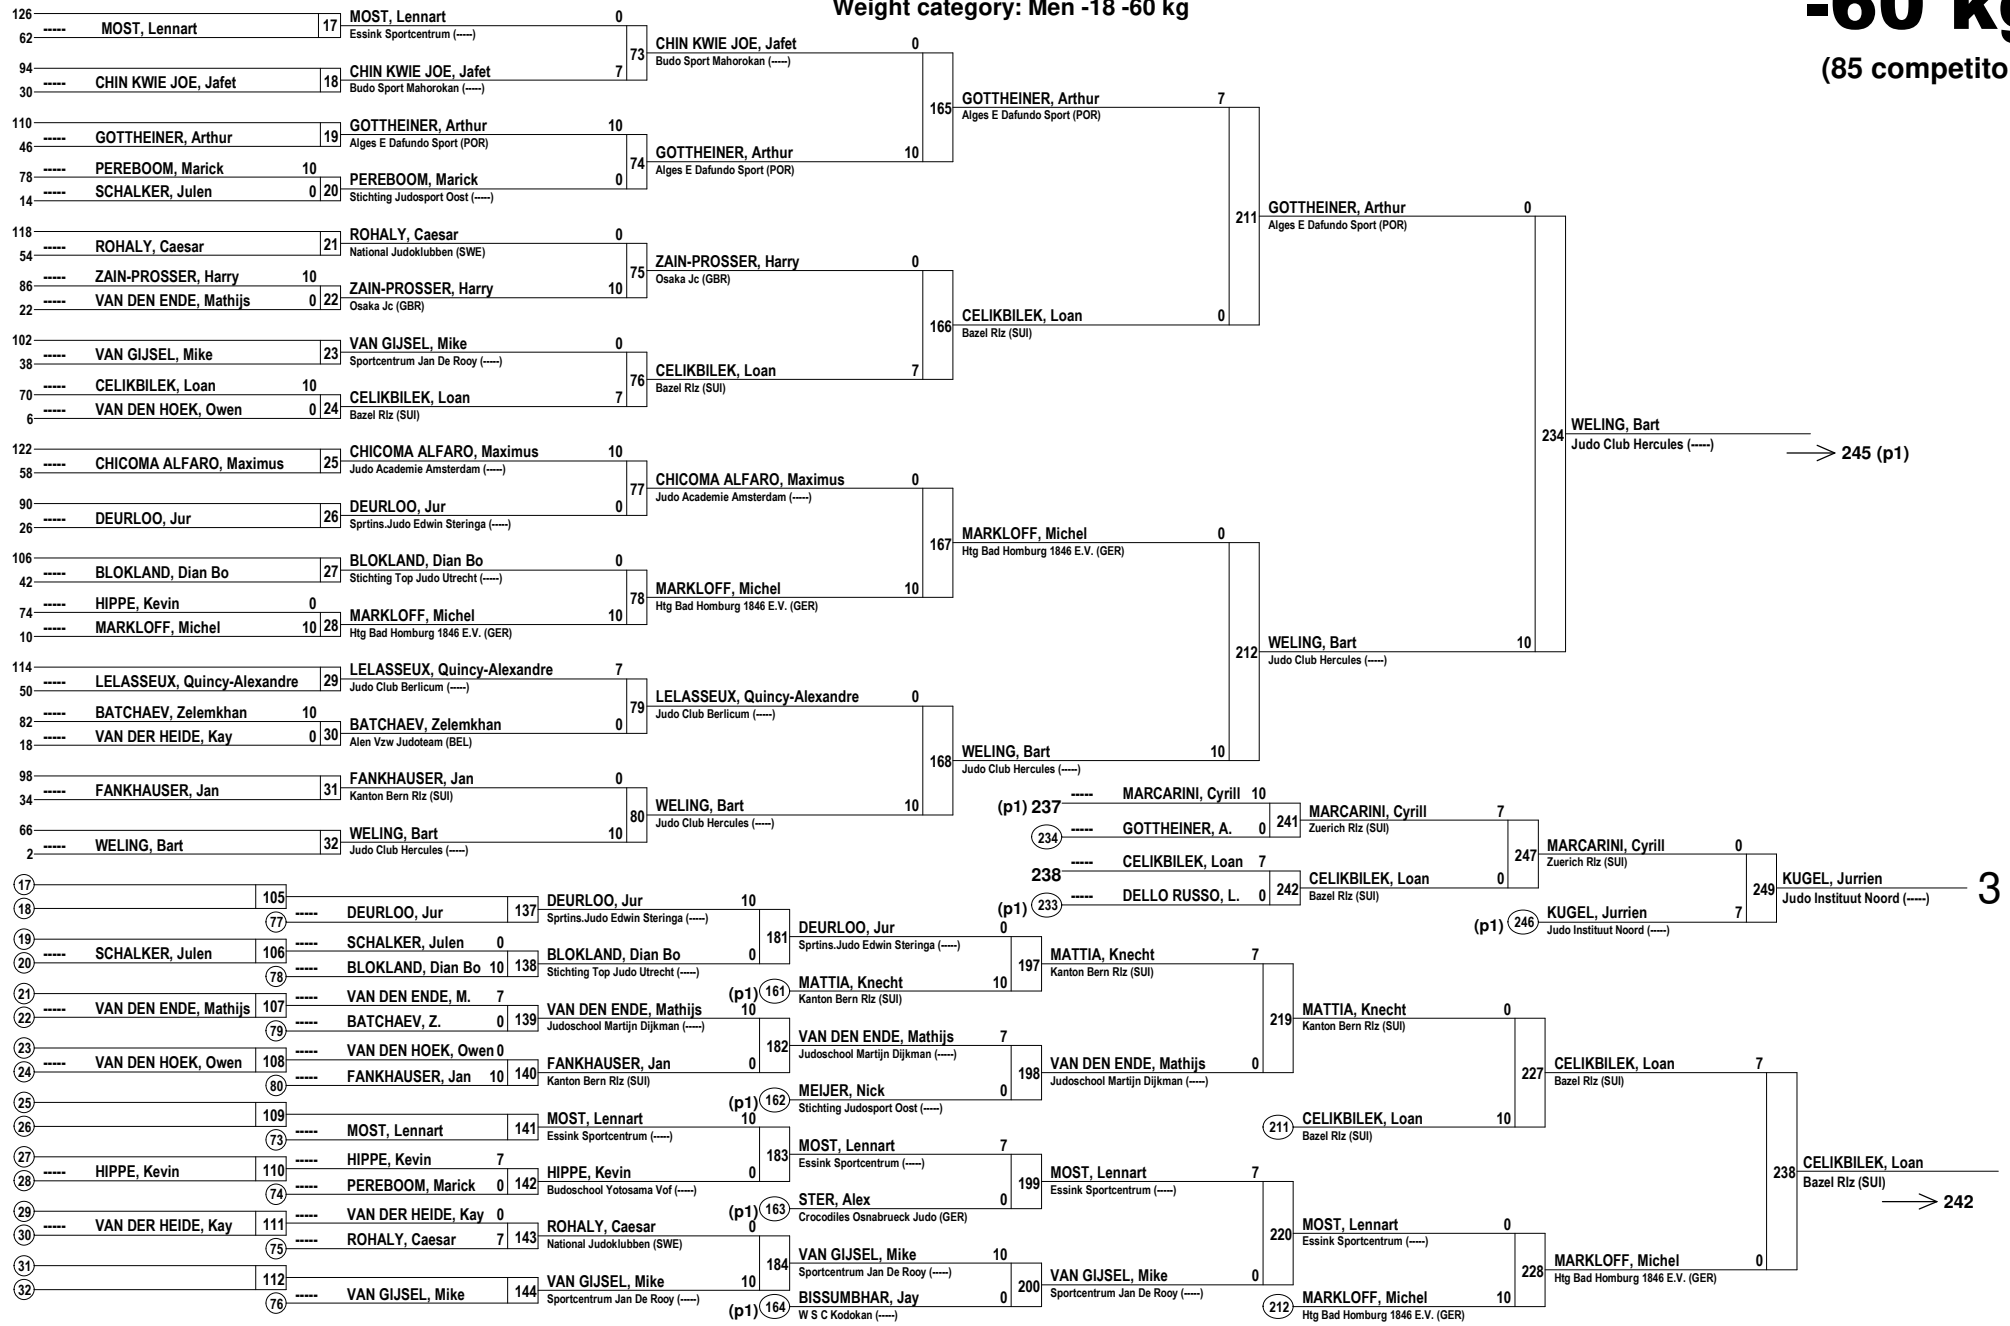 Weight category: Men -18 -60 kg
-60 kg
(85 competito
126
----- MOST, Lennart 17
62
MOST, Lennart 0
Essink Sportcentrum (-----)
73
CHIN KWIE JOE, Jafet 0
Budo Sport Mahorokan (-----)
94
----- CHIN KWIE JOE, Jafet 18
30
CHIN KWIE JOE, Jafet 7
Budo Sport Mahorokan (-----)
165
GOTTHEINER, Arthur 7
Alges E Dafundo Sport (POR)
110
----- GOTTHEINER, Arthur 19
46
GOTTHEINER, Arthur 10
Alges E Dafundo Sport (POR)
74
GOTTHEINER, Arthur 10
Alges E Dafundo Sport (POR)
----- PEREBOOM, Marick 10
78
----- SCHALKER, Julen 0 20
14
PEREBOOM, Marick 0
Stichting Judosport Oost (-----)
211
GOTTHEINER, Arthur 0
Alges E Dafundo Sport (POR)
118
----- ROHALY, Caesar 21
54
ROHALY, Caesar 0
National Judoklubben (SWE)
75
ZAIN-PROSSER, Harry 0
Osaka Jc (GBR)
----- ZAIN-PROSSER, Harry 10
86
----- VAN DEN ENDE, Mathijs 0 22
22
ZAIN-PROSSER, Harry 10
Osaka Jc (GBR)
166
CELIKBILEK, Loan 0
Bazel Rlz (SUI)
102
----- VAN GIJSEL, Mike 23
38
VAN GIJSEL, Mike 0
Sportcentrum Jan De Rooy (-----)
76
CELIKBILEK, Loan 7
Bazel Rlz (SUI)
----- CELIKBILEK, Loan 10
70
----- VAN DEN HOEK, Owen 0 24
6
CELIKBILEK, Loan 7
Bazel Rlz (SUI)
234
WELING, Bart
Judo Club Hercules (-----)
245 (p1)
122
----- CHICOMA ALFARO, Maximus 25
58
CHICOMA ALFARO, Maximus 10
Judo Academie Amsterdam (-----)
77
CHICOMA ALFARO, Maximus 0
Judo Academie Amsterdam (-----)
90
----- DEURLOO, Jur 26
26
DEURLOO, Jur 0
Sprtins.Judo Edwin Steringa (-----)
167
MARKLOFF, Michel 0
Htg Bad Homburg 1846 E.V. (GER)
106
----- BLOKLAND, Dian Bo 27
42
BLOKLAND, Dian Bo 0
Stichting Top Judo Utrecht (-----)
78
MARKLOFF, Michel 10
Htg Bad Homburg 1846 E.V. (GER)
----- HIPPE, Kevin 0
74
----- MARKLOFF, Michel 10 28
10
MARKLOFF, Michel 10
Htg Bad Homburg 1846 E.V. (GER)
212
WELING, Bart 10
Judo Club Hercules (-----)
114
----- LELASSEUX, Quincy-Alexandre 29
50
LELASSEUX, Quincy-Alexandre 7
Judo Club Berlicum (-----)
79
LELASSEUX, Quincy-Alexandre 0
Judo Club Berlicum (-----)
----- BATCHAEV, Zelemkhan 10
82
----- VAN DER HEIDE, Kay 0 30
18
BATCHAEV, Zelemkhan 0
Alen Vzw Judoteam (BEL)
168
WELING, Bart 10
Judo Club Hercules (-----)
98
----- FANKHAUSER, Jan 31
34
FANKHAUSER, Jan 0
Kanton Bern Rlz (SUI)
80
WELING, Bart 10
Judo Club Hercules (-----)
66
----- WELING, Bart 32
2
WELING, Bart 10
Judo Club Hercules (-----)
(p1) 237 ----- MARCARINI, Cyrill 10
234 ----- GOTTHEINER, A. 0 241
MARCARINI, Cyrill 7
Zuerich Rlz (SUI)
238 ----- CELIKBILEK, Loan 7
(p1) 233 ----- DELLO RUSSO, L. 0 242
CELIKBILEK, Loan 0
Bazel Rlz (SUI)
247
MARCARINI, Cyrill 0
Zuerich Rlz (SUI)
(p1) 246 KUGEL, Jurrien 7
Judo Instituut Noord (-----)
249
KUGEL, Jurrien
Judo Instituut Noord (-----)
3
17
18
105
77 ----- DEURLOO, Jur 137
DEURLOO, Jur 10
Sprtins.Judo Edwin Steringa (-----)
181
DEURLOO, Jur 0
Sprtins.Judo Edwin Steringa (-----)
19
20 ----- SCHALKER, Julen 106
----- SCHALKER, Julen 0
78 ----- BLOKLAND, Dian Bo 10 138
BLOKLAND, Dian Bo 0
Stichting Top Judo Utrecht (-----)
(p1) 161 MATTIA, Knecht 10
Kanton Bern Rlz (SUI)
197
MATTIA, Knecht 7
Kanton Bern Rlz (SUI)
21
22 ----- VAN DEN ENDE, Mathijs 107
----- VAN DEN ENDE, M. 7
79 ----- BATCHAEV, Z. 0 139
VAN DEN ENDE, Mathijs 10
Judoschool Martijn Dijkman (-----)
182
VAN DEN ENDE, Mathijs 7
Judoschool Martijn Dijkman (-----)
219
MATTIA, Knecht 0
Kanton Bern Rlz (SUI)
23
24 ----- VAN DEN HOEK, Owen 108
----- VAN DEN HOEK, Owen 0
80 ----- FANKHAUSER, Jan 10 140
FANKHAUSER, Jan 0
Kanton Bern Rlz (SUI)
(p1) 162 MEIJER, Nick 0
Stichting Judosport Oost (-----)
198
VAN DEN ENDE, Mathijs 0
Judoschool Martijn Dijkman (-----)
227
CELIKBILEK, Loan 7
Bazel Rlz (SUI)
25
26
109
73 ----- MOST, Lennart 141
MOST, Lennart 10
Essink Sportcentrum (-----)
183
MOST, Lennart 7
Essink Sportcentrum (-----)
211 CELIKBILEK, Loan 10
Bazel Rlz (SUI)
27
28 ----- HIPPE, Kevin 110
----- HIPPE, Kevin 7
74 ----- PEREBOOM, Marick 0 142
HIPPE, Kevin 0
Budoschool Yotosama Vof (-----)
(p1) 163 STER, Alex 0
Crocodiles Osnabrueck Judo (GER)
199
MOST, Lennart 7
Essink Sportcentrum (-----)
238
CELIKBILEK, Loan
Bazel Rlz (SUI)
242
29
30 ----- VAN DER HEIDE, Kay 111
----- VAN DER HEIDE, Kay 0
75 ----- ROHALY, Caesar 7 143
ROHALY, Caesar 0
National Judoklubben (SWE)
184
VAN GIJSEL, Mike 10
Sportcentrum Jan De Rooy (-----)
220
MOST, Lennart 0
Essink Sportcentrum (-----)
31
32
112
76 ----- VAN GIJSEL, Mike 144
VAN GIJSEL, Mike 10
Sportcentrum Jan De Rooy (-----)
(p1) 164 BISSUMBHAR, Jay 0
W S C Kodokan (-----)
200
VAN GIJSEL, Mike 0
Sportcentrum Jan De Rooy (-----)
228
MARKLOFF, Michel 0
Htg Bad Homburg 1846 E.V. (GER)
212 MARKLOFF, Michel 10
Htg Bad Homburg 1846 E.V. (GER)